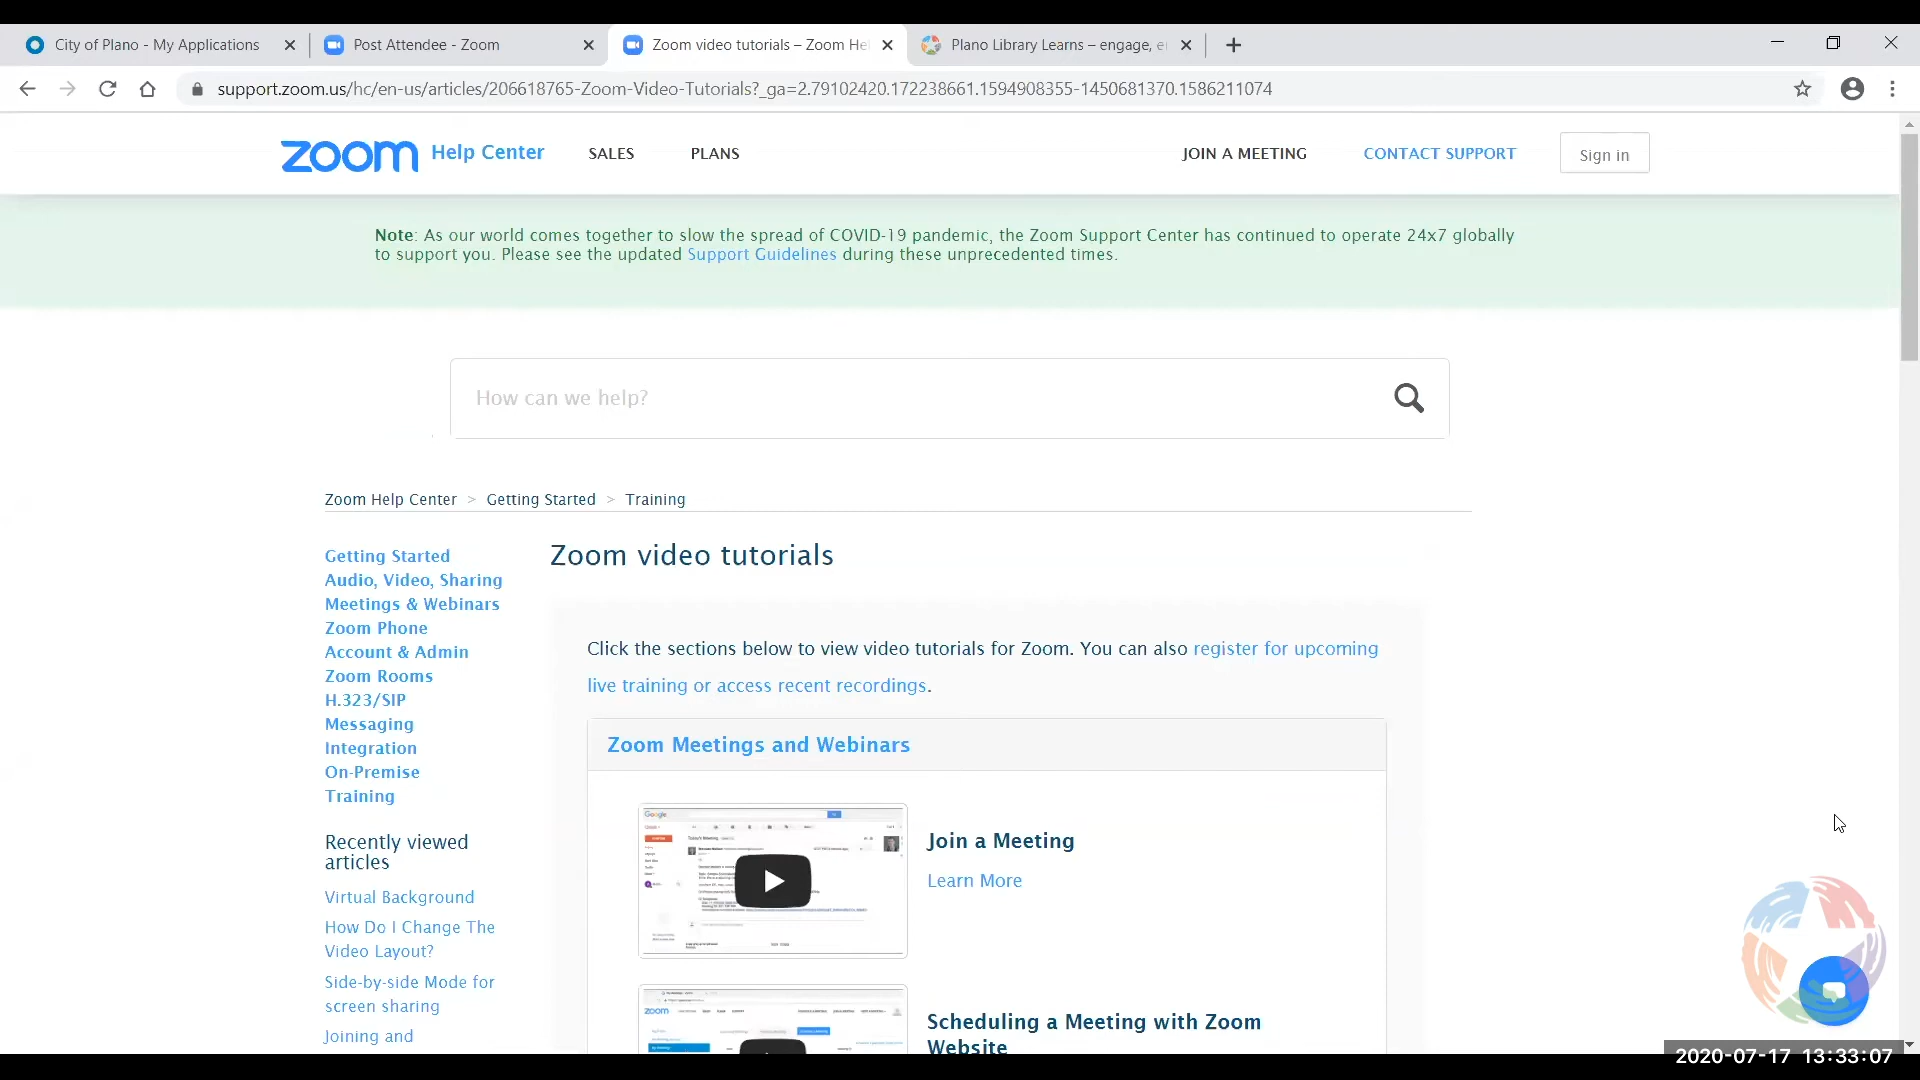 City of Plano - My Applications
Post Attendee - Zoom
Zoom video tutorials – Zoom He
Plano Library Learns – engage, e
support.zoom.us/hc/en-us/articles/206618765-Zoom-Video-Tutorials?_ga=2.79102420.172238661.1594908355-1450681370.1586211074
zoom Help Center
SALES
PLANS
JOIN A MEETING
CONTACT SUPPORT
Sign in
Note: As our world comes together to slow the spread of COVID-19 pandemic, the Zoom Support Center has continued to operate 24x7 globally
to support you. Please see the updated Support Guidelines during these unprecedented times.
How can we help?
Zoom Help Center > Getting Started > Training
Getting Started
Audio, Video, Sharing
Meetings & Webinars
Zoom Phone
Account & Admin
Zoom Rooms
H.323/SIP
Messaging
Integration
On-Premise
Training
Recently viewed
articles
Virtual Background
How Do I Change The
Video Layout?
Side-by-side Mode for
screen sharing
Joining and
Zoom video tutorials
Click the sections below to view video tutorials for Zoom. You can also register for upcoming
live training or access recent recordings.
Zoom Meetings and Webinars
Google
Join a Meeting
Learn More
zoom
Scheduling a Meeting with Zoom
Website
2020-07-17 13:33:07